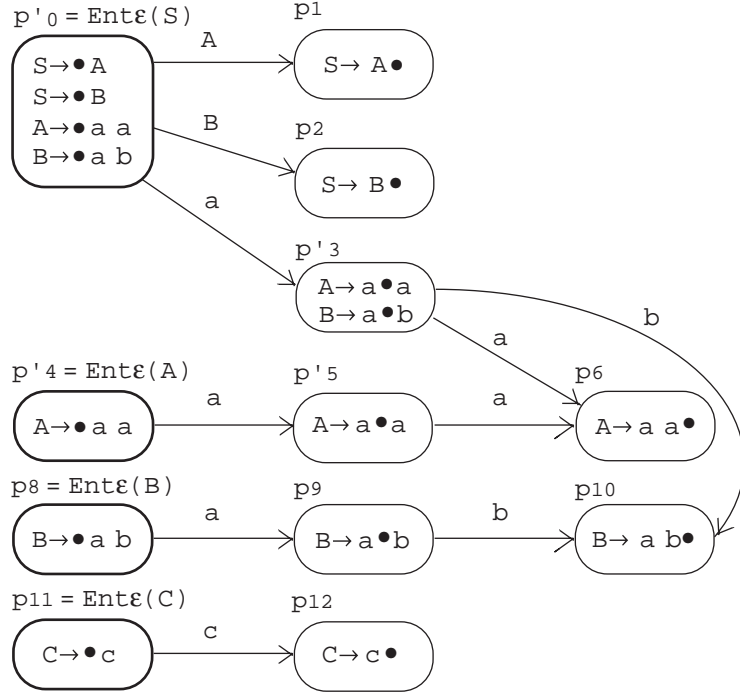 p'0 = Entε(S)
p1
S→ • A
S→ • B
A→ • a a
B→ • a b
A
S→ A •
B
p2
S→ B •
a
p'3
A→ a • a
B→ a • b
b
a
p'4 = Entε(A)
p'5
p6
A→ • a a
a
A→ a • a
a
A→ a a •
p8 = Entε(B)
p9
p10
B→ • a b
a
B→ a • b
b
B→ a b •
p11 = Entε(C)
p12
C→ • c
c
C→ c •